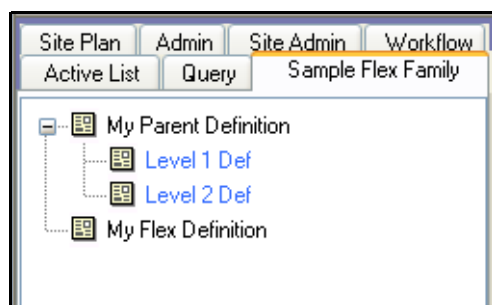 Site Plan Admin Site Admin Workflow
Active List Query Sample Flex Family
My Parent Definition
Level 1 Def
Level 2 Def
My Flex Definition